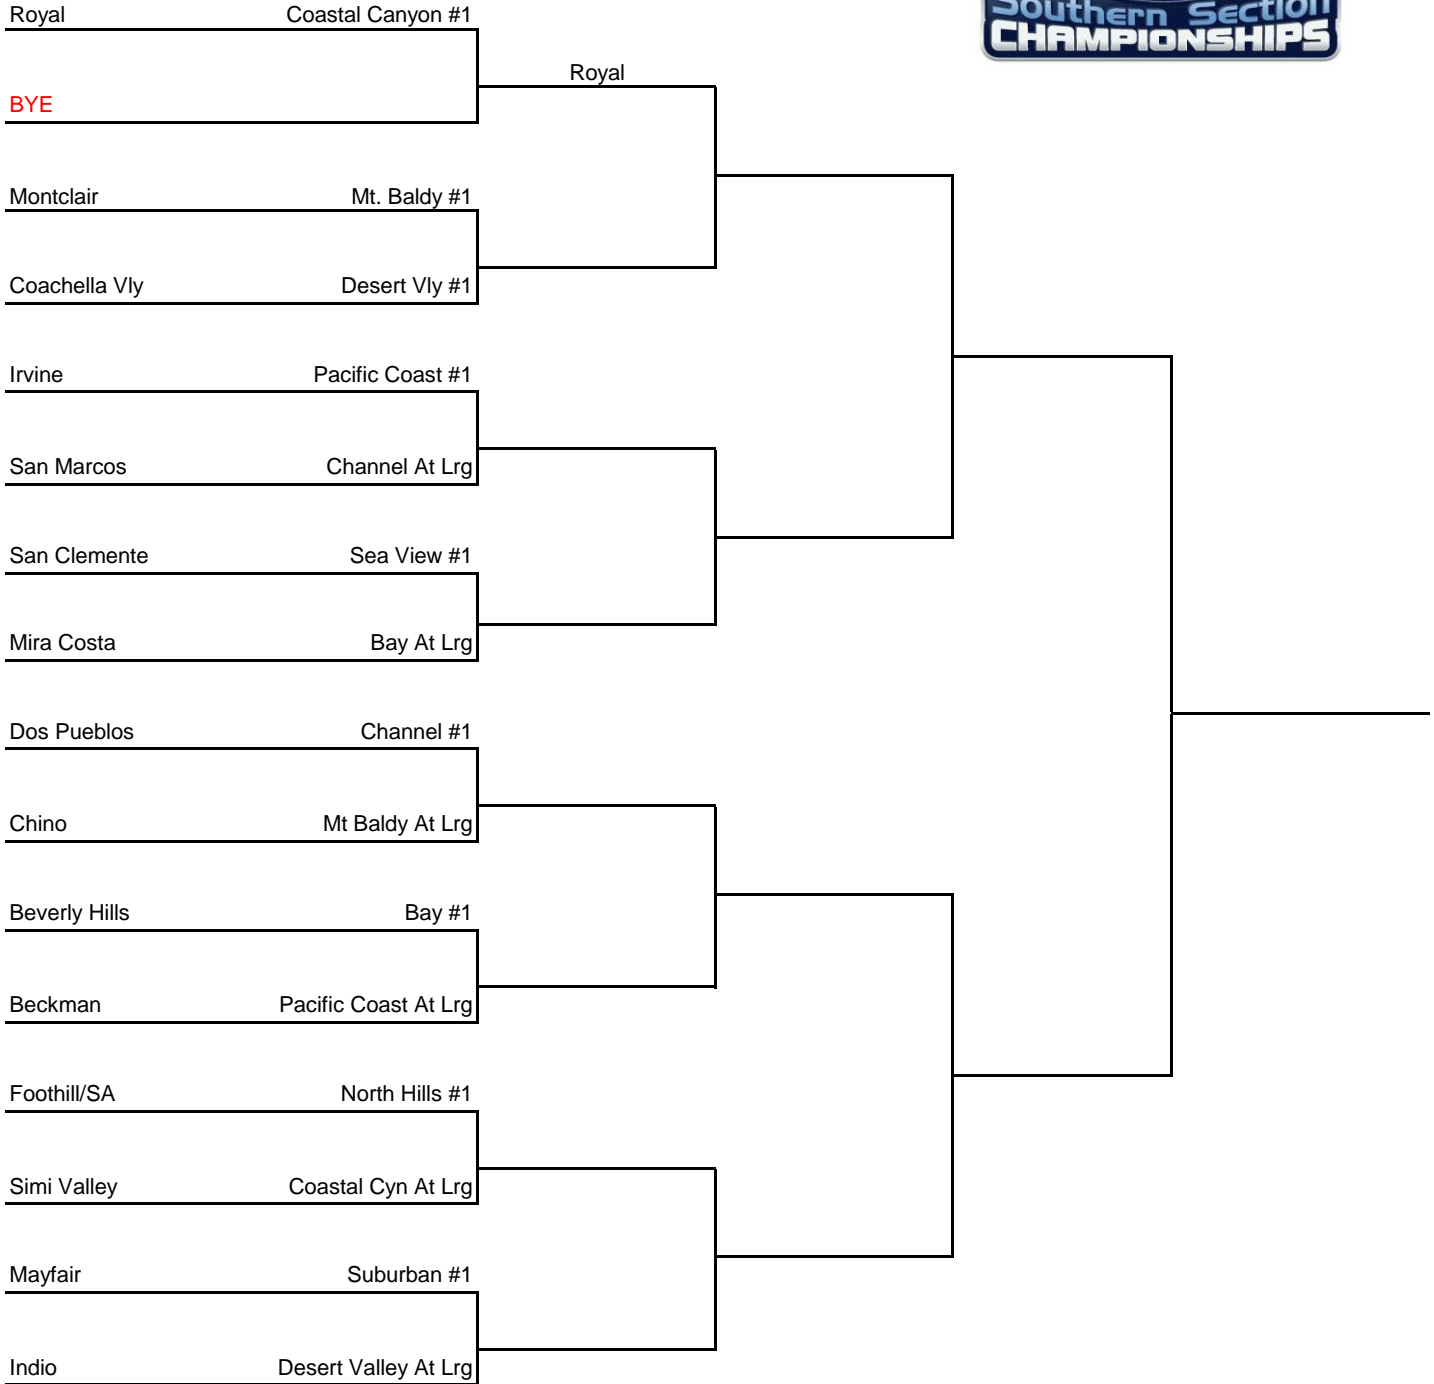 Southern Section
CHAMPIONSHIPS
Royal Coastal Canyon #1
Royal
BYE
Montclair Mt. Baldy #1
Coachella Vly Desert Vly #1
Irvine Pacific Coast #1
San Marcos Channel At Lrg
San Clemente Sea View #1
Mira Costa Bay At Lrg
Dos Pueblos Channel #1
Chino Mt Baldy At Lrg
Beverly Hills Bay #1
Beckman Pacific Coast At Lrg
Foothill/SA North Hills #1
Simi Valley Coastal Cyn At Lrg
Mayfair Suburban #1
Indio Desert Valley At Lrg